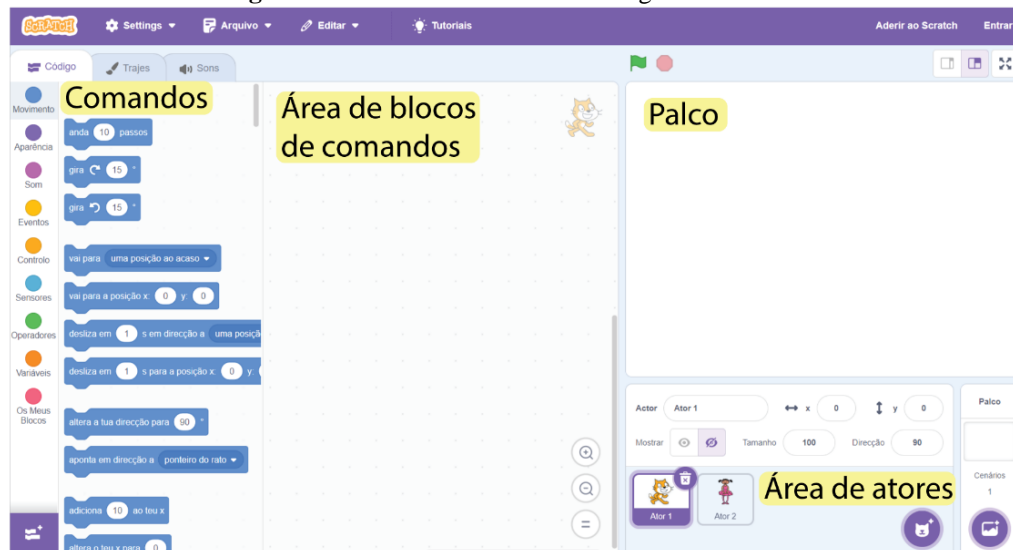 SCRATCH Settings Arquivo Editar Tutoriais Aderir ao Scratch Entrar
Código Trajes Sons
Movimento
Aparência
Som
Eventos
Controlo
Sensores
Operadores
Variáveis
Os Meus
Blocos
Comandos
anda 10 passos
gira 15 °
gira 15 °
vai para uma posição ao acaso
vai para a posição x: 0 y: 0
desliza em 1 s em direcção a uma posiçã
desliza em 1 s para a posição x: 0 y:
altera a tua direcção para 90 °
aponta em direcção a ponteiro do rato
adiciona 10 ao teu x
altera o teu x para 0
Área de blocos
de comandos
Palco
Actor Ator 1 x 0 y 0
Mostrar Tamanho 100 Direcção 90
Ator 1 Ator 2
Área de atores
Palco
Cenários
1